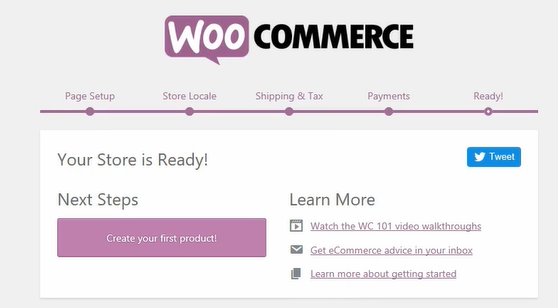 WOO COMMERCE
Page Setup
Store Locale
Shipping & Tax
Payments
Ready!
Your Store is Ready!
Tweet
Next Steps
Create your first product!
Learn More
Watch the WC 101 video walkthroughs
Get eCommerce advice in your inbox
Learn more about getting started